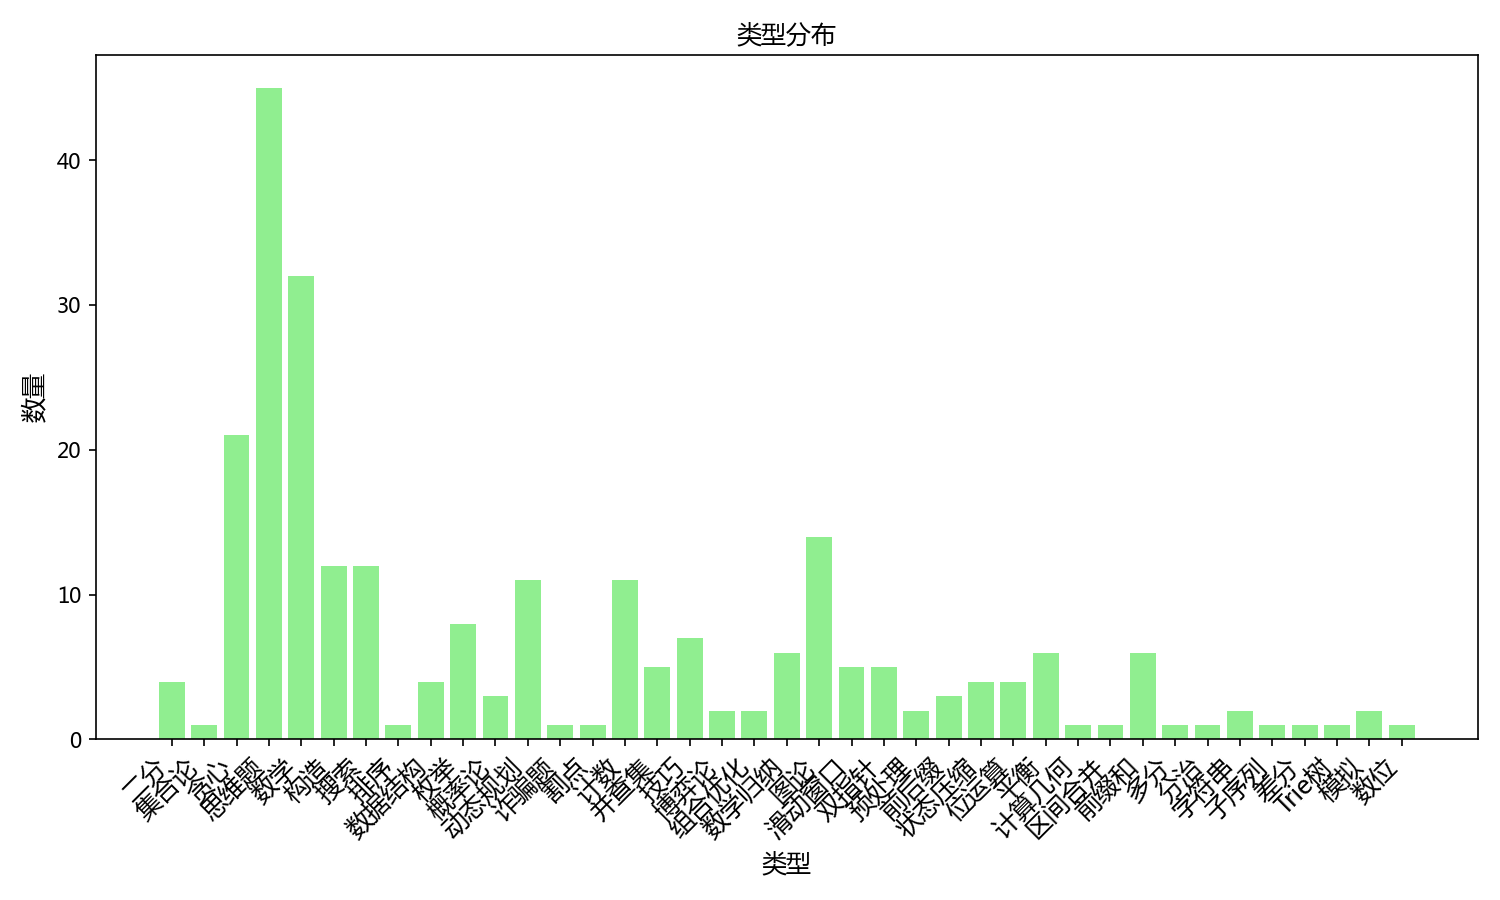 类型分布
数量
40
30
20
10
0
二分
集合论
贪心
思维题
数学
构造
搜索
排序
数据结构
枚举
概率论
动态规划
诈骗题
割点
计数
并查集
技巧
博弈论
组合优化
数学归纳
图论
滑动窗口
双指针
预处理
前后缀
状态压缩
位运算
平衡
计算几何
区间合并
前缀和
多分
分治
字符串
子序列
差分
Trie树
模拟
数位
类型